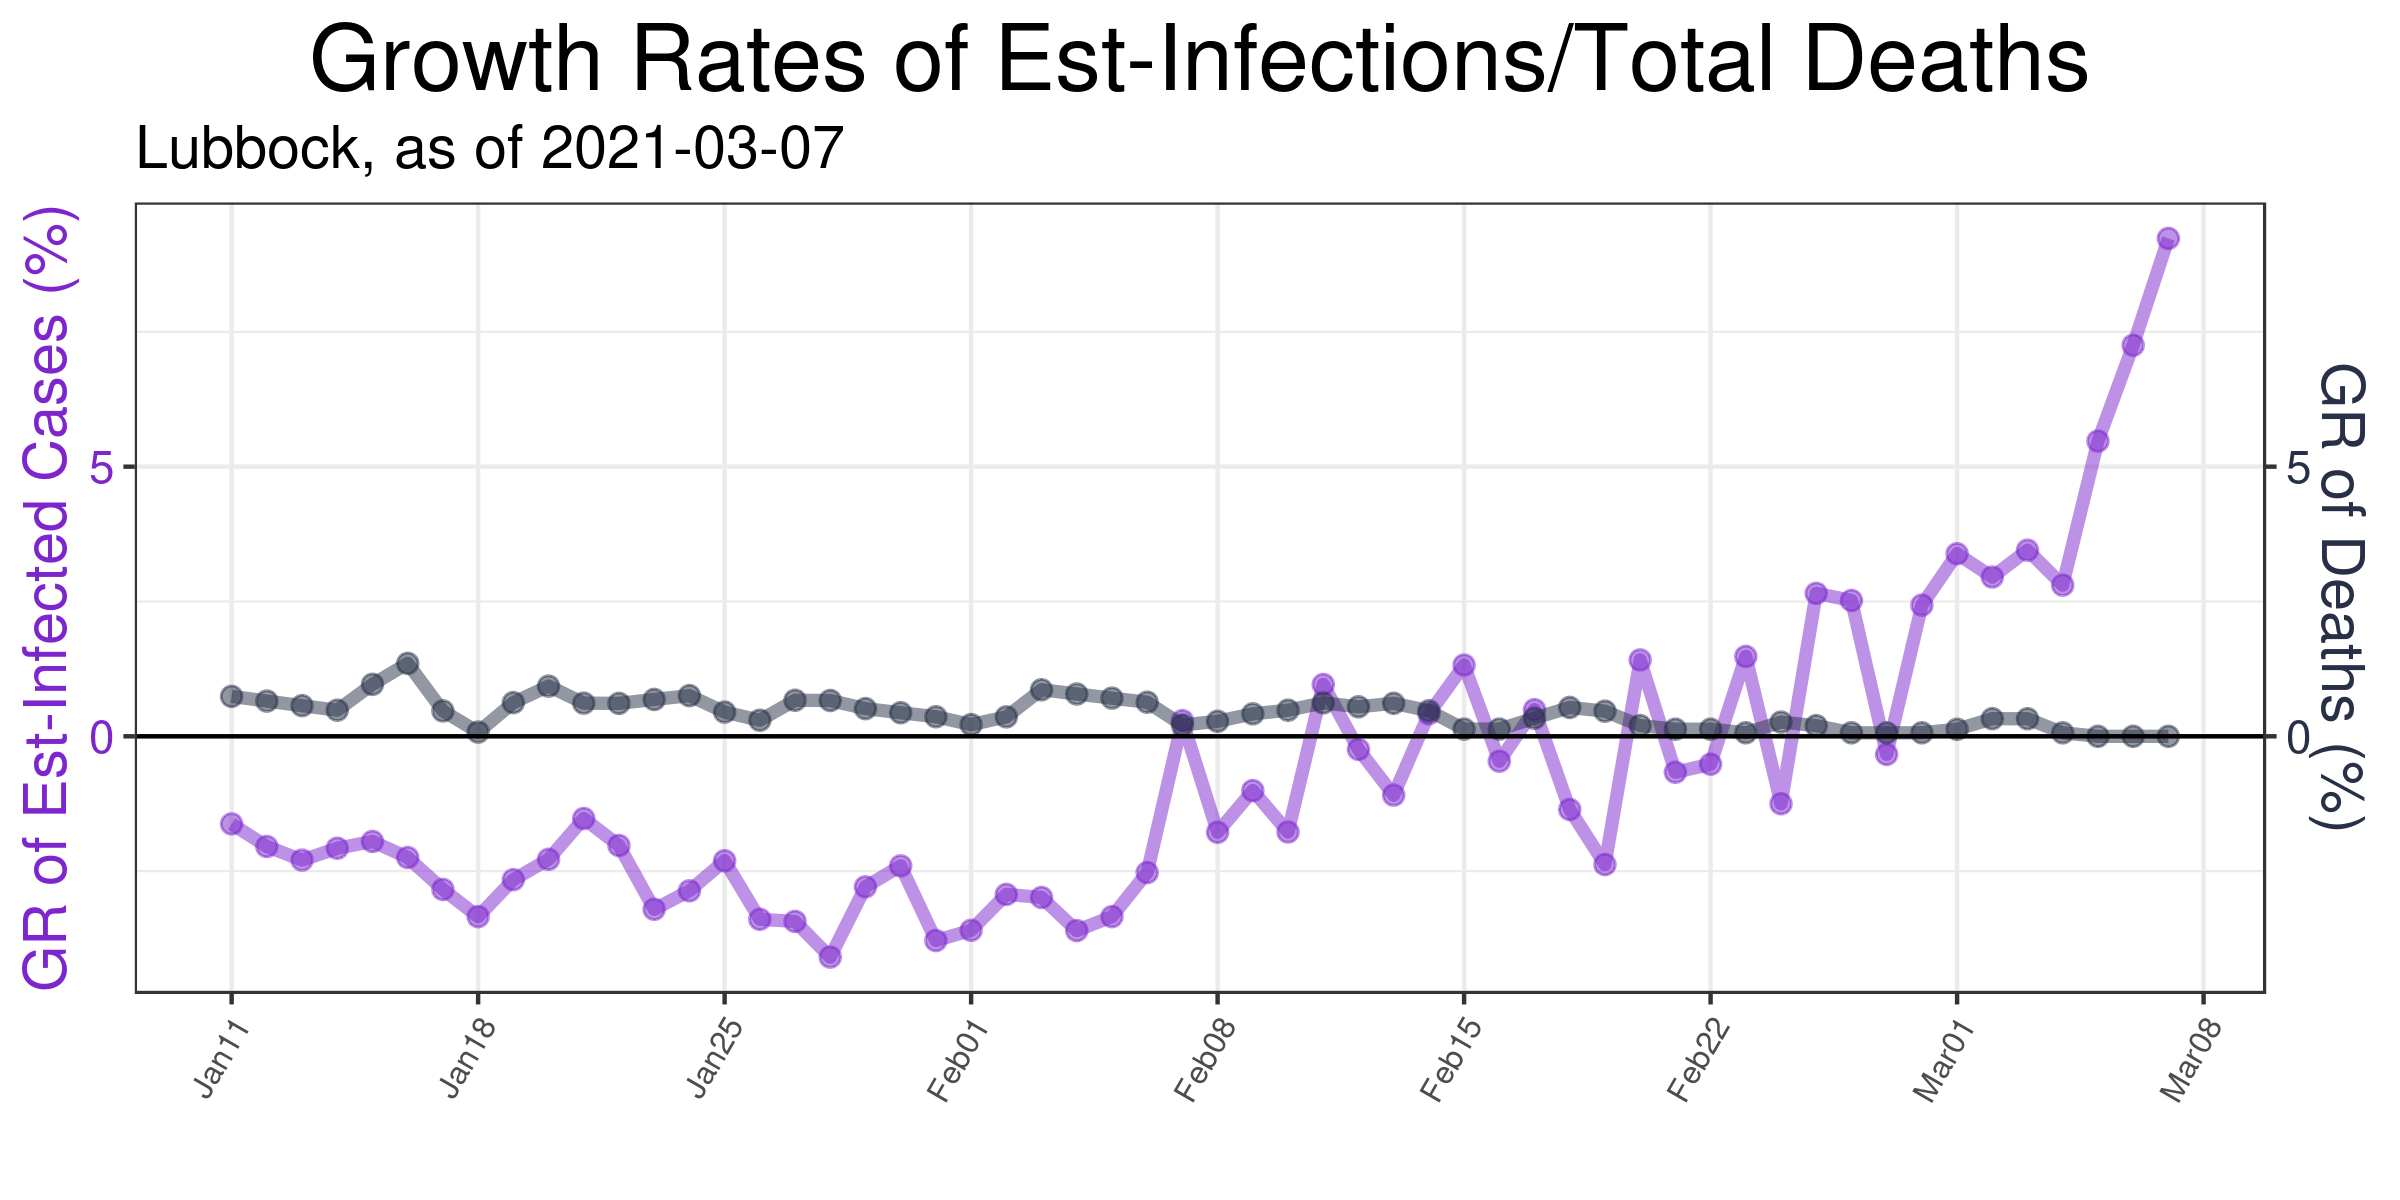 Growth Rates of Est-Infections/Total Deaths
Lubbock, as of 2021-03-07
GR of Est-Infected Cases (%)
5
0
5
0
GR of Deaths (%)
Jan11
Jan18
Jan25
Feb01
Feb08
Feb15
Feb22
Mar01
Mar08